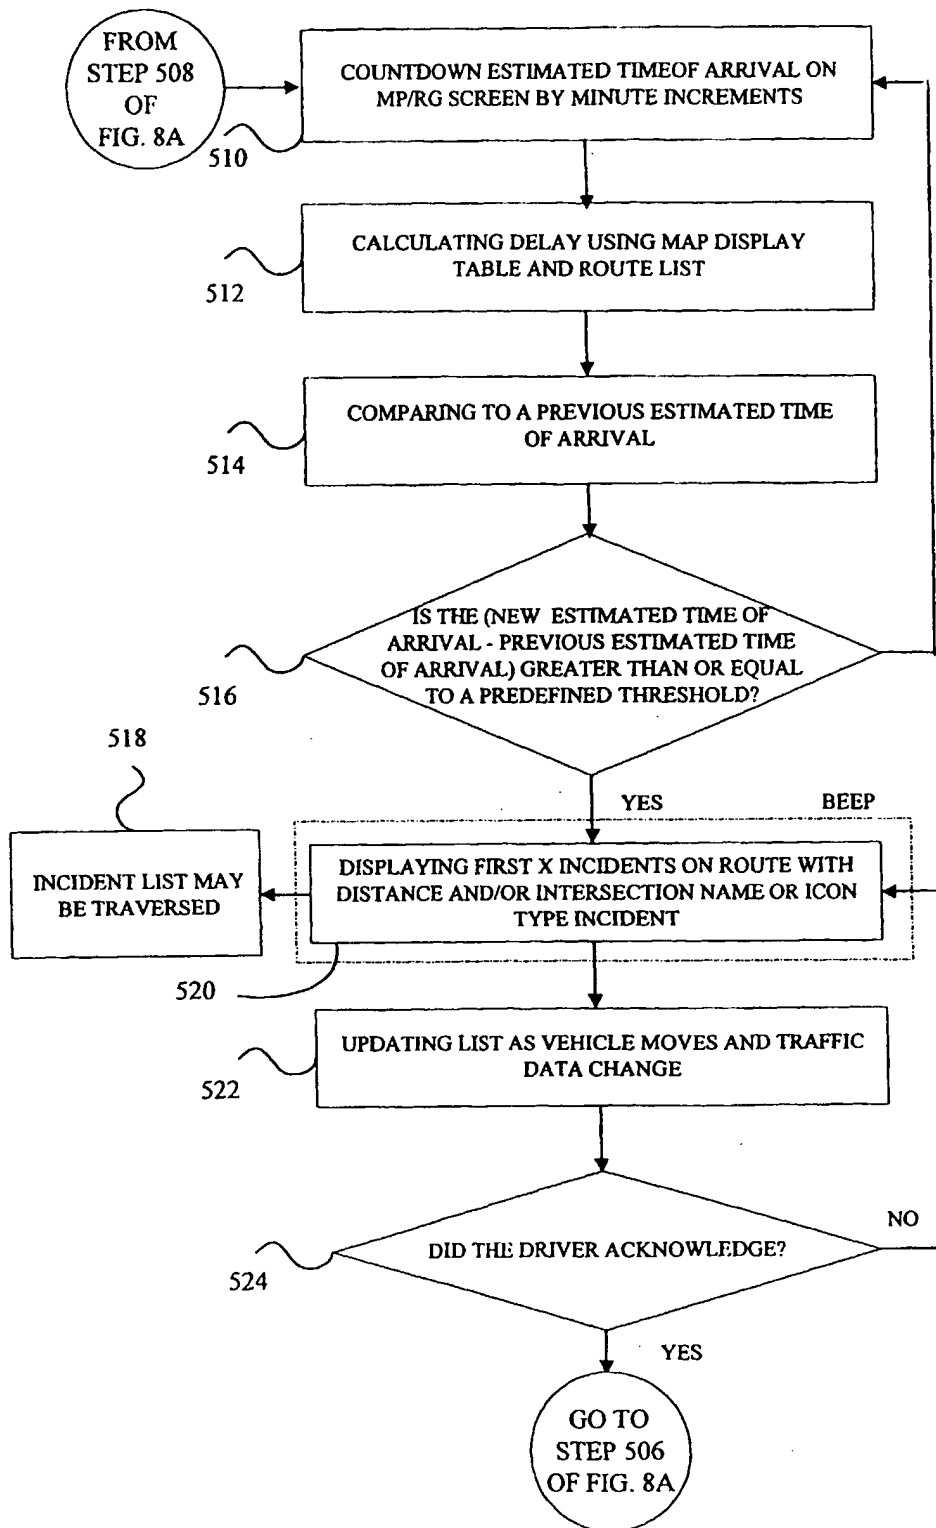 FROM
STEP 508
OF
FIG. 8A
COUNTDOWN ESTIMATED TIMEOF ARRIVAL ON
MP/RG SCREEN BY MINUTE INCREMENTS
510
CALCULATING DELAY USING MAP DISPLAY
TABLE AND ROUTE LIST
512
COMPARING TO A PREVIOUS ESTIMATED TIME
OF ARRIVAL
514
IS THE (NEW ESTIMATED TIME OF
ARRIVAL - PREVIOUS ESTIMATED TIME
OF ARRIVAL) GREATER THAN OR EQUAL
TO A PREDEFINED THRESHOLD?
516
518
YES
BEEP
INCIDENT LIST MAY
BE TRAVERSED
DISPLAYING FIRST X INCIDENTS ON ROUTE WITH
DISTANCE AND/OR INTERSECTION NAME OR ICON
TYPE INCIDENT
520
UPDATING LIST AS VEHICLE MOVES AND TRAFFIC
DATA CHANGE
522
NO
DID THE DRIVER ACKNOWLEDGE?
524
YES
GO TO
STEP 506
OF FIG. 8A